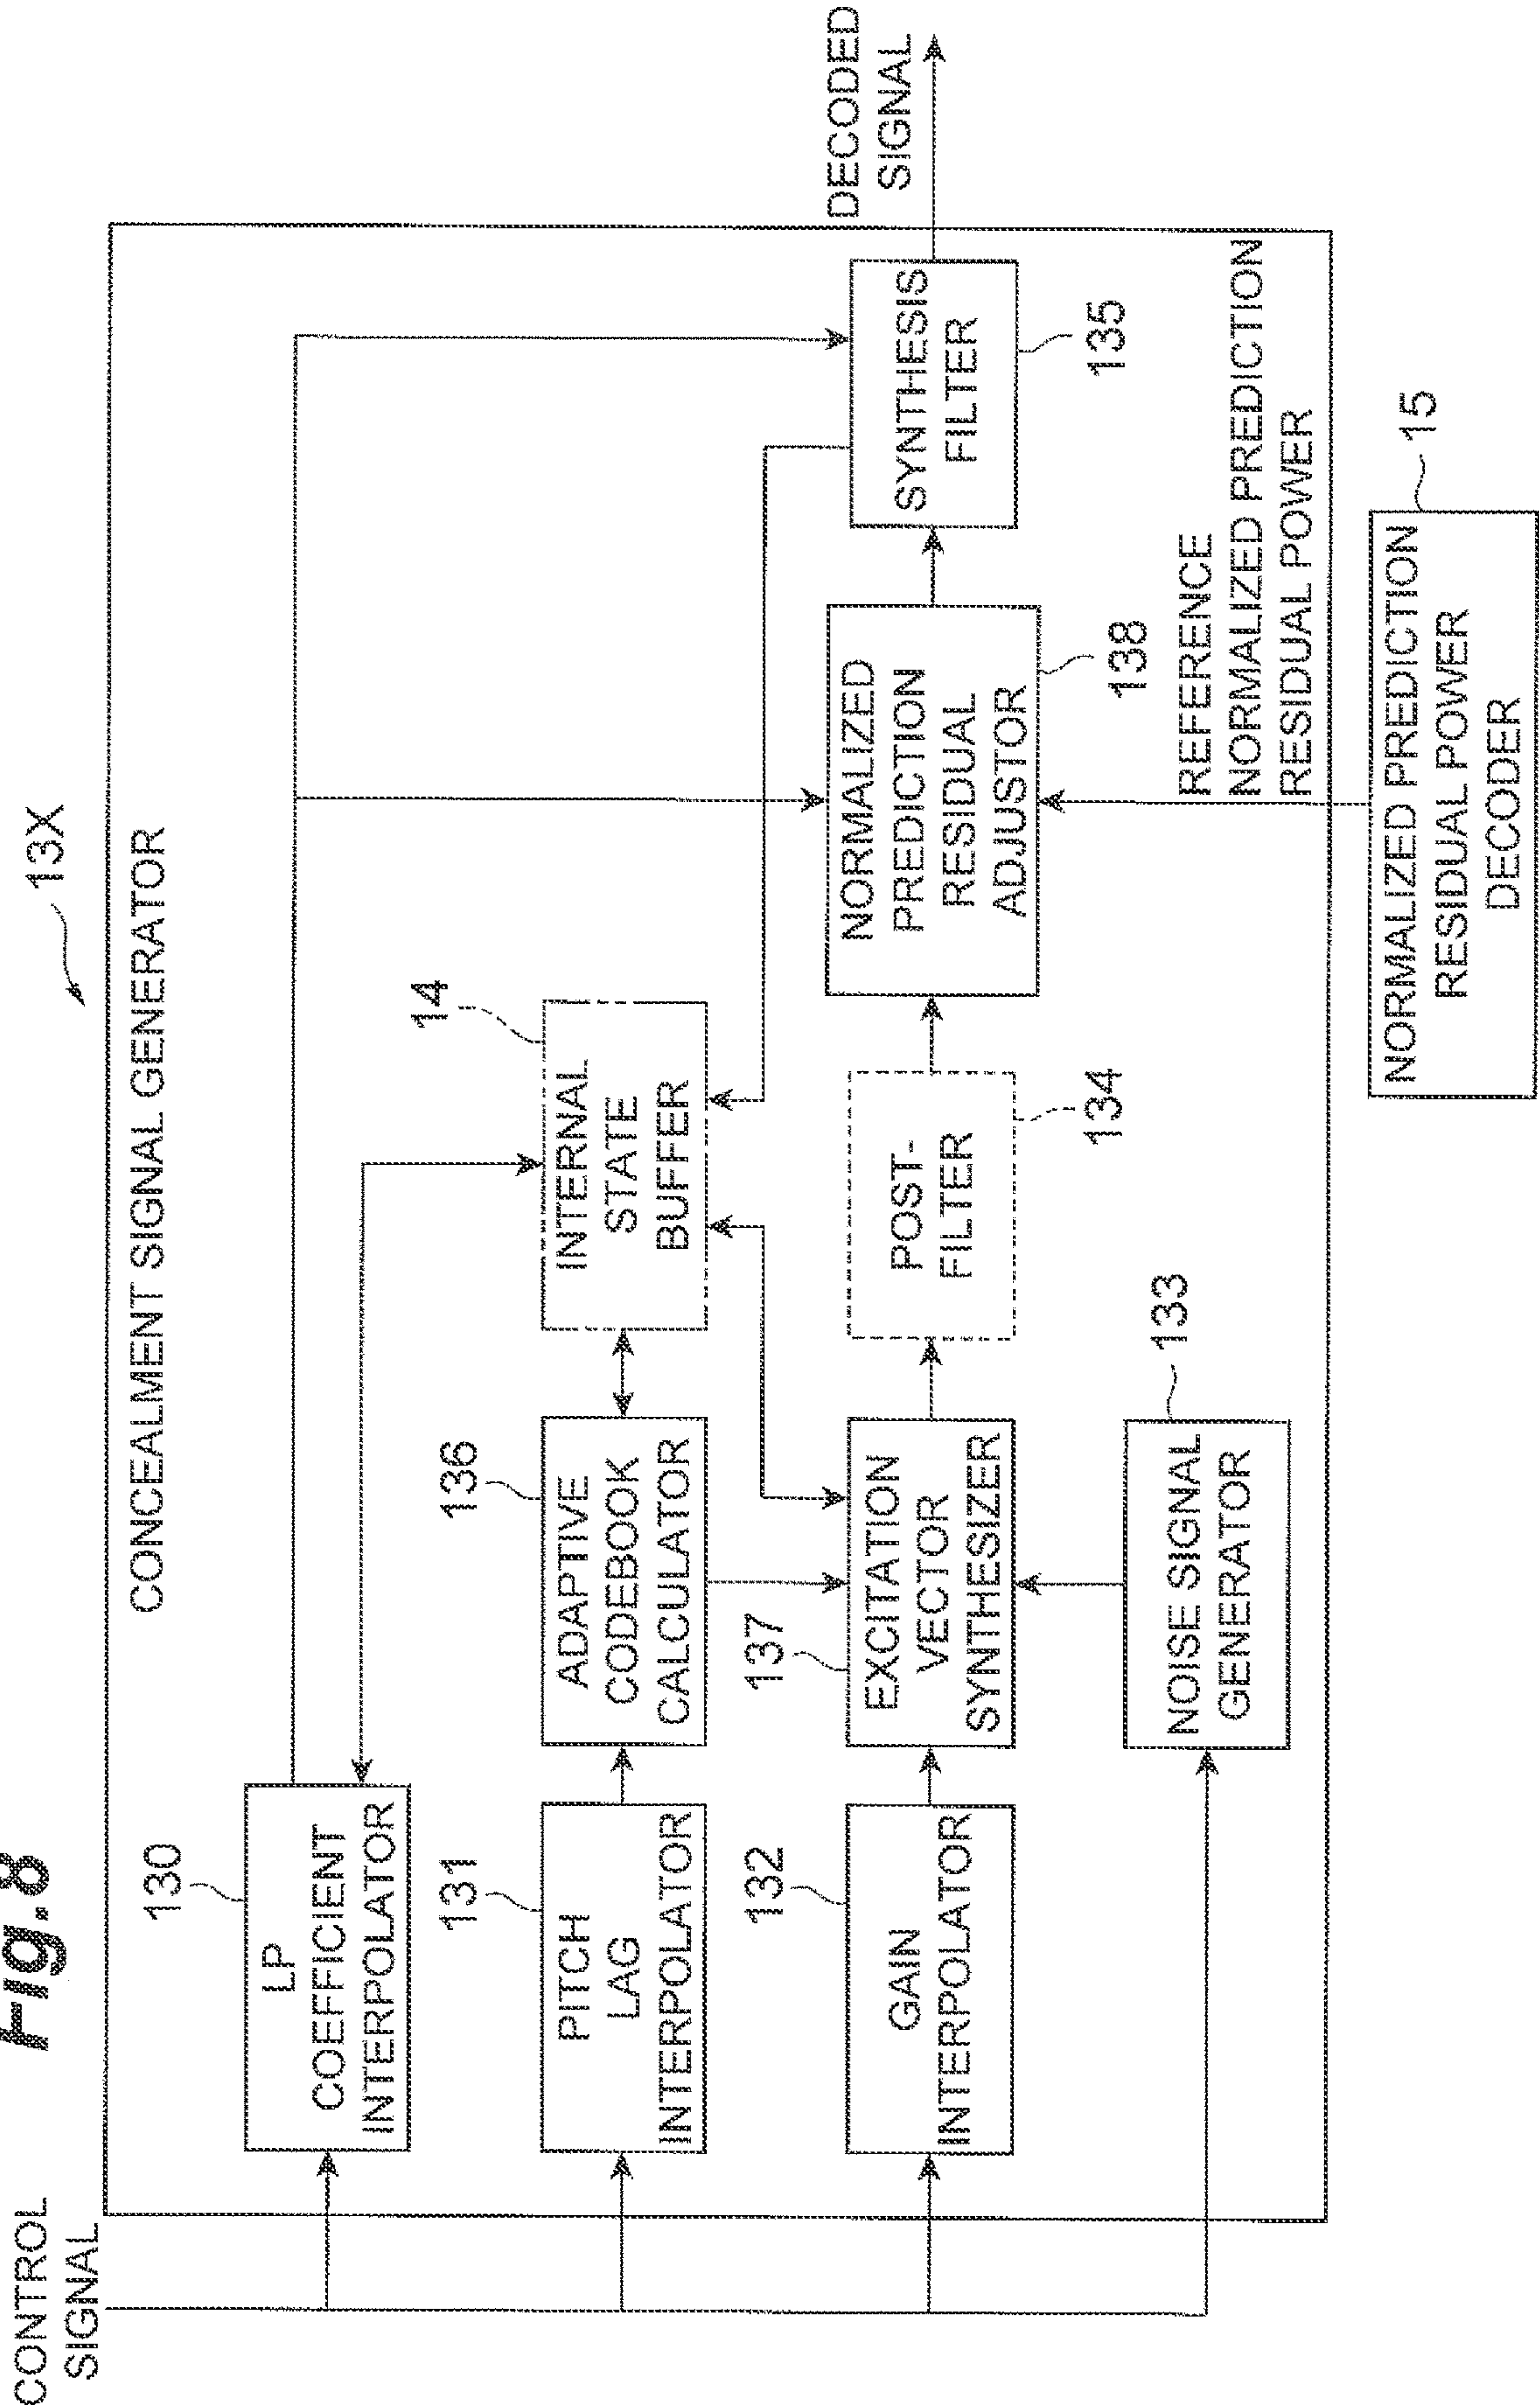 Fig.8
13X
CONTROL
SIGNAL
CONCEALMENT SIGNAL GENERATOR
130
LP
COEFFICIENT
INTERPOLATOR
131
PITCH
LAG
INTERPOLATOR
136
ADAPTIVE
CODEBOOK
CALCULATOR
14
INTERNAL
STATE
BUFFER
132
GAIN
INTERPOLATOR
137
EXCITATION
VECTOR
SYNTHESIZER
POST-
FILTER
134
NORMALIZED
PREDICTION
RESIDUAL
ADJUSTOR
138
SYNTHESIS
FILTER
135
DECODED
SIGNAL
133
NOISE SIGNAL
GENERATOR
REFERENCE
NORMALIZED PREDICTION
RESIDUAL POWER
15
NORMALIZED PREDICTION
RESIDUAL POWER
DECODER